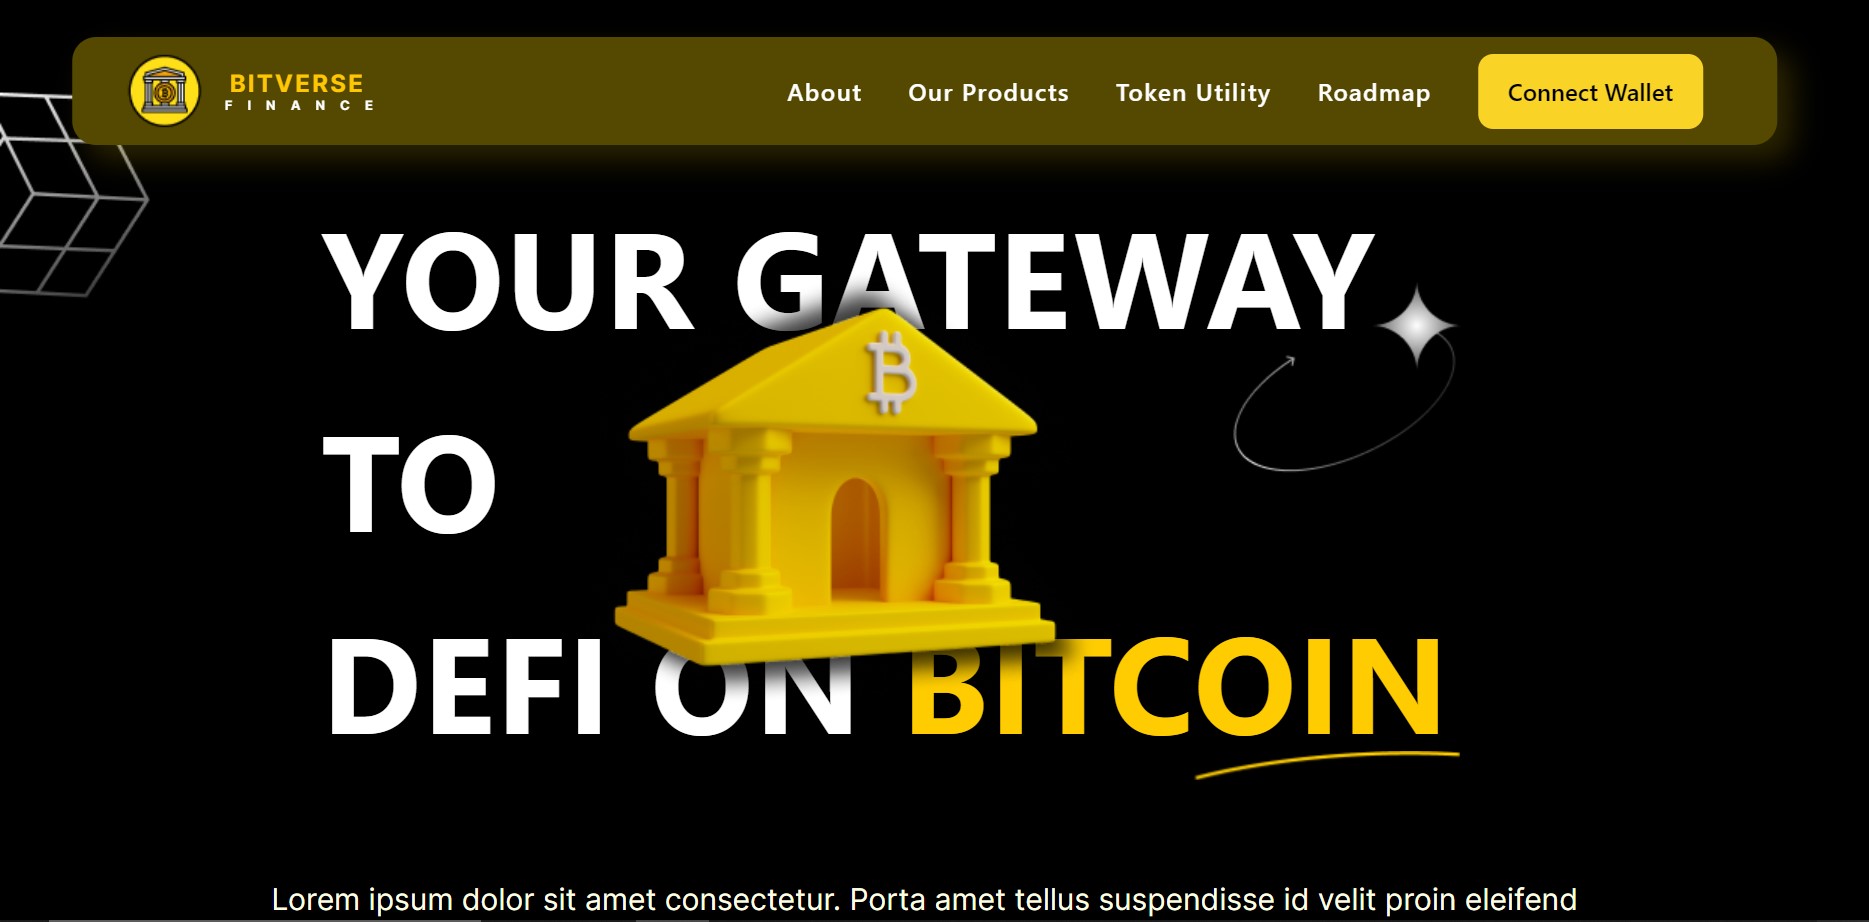 BITVERSE
FINANCE
About
Our Products
Token Utility
Roadmap
Connect Wallet
YOUR GATEWAY
TO
DEFI ON BITCOIN
Lorem ipsum dolor sit amet consectetur. Porta amet tellus suspendisse id velit proin eleifend